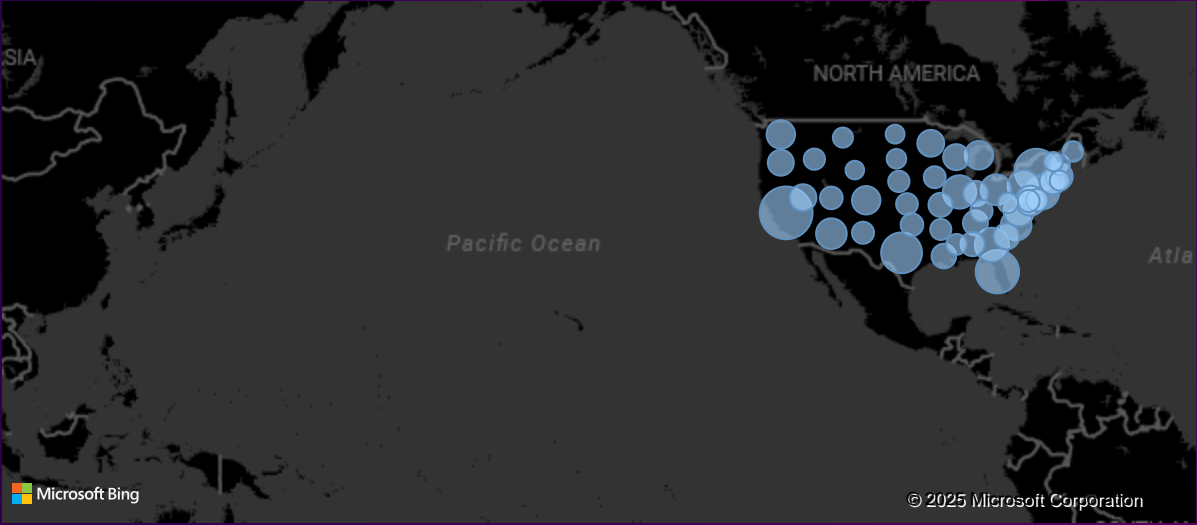 SIA
NORTH AMERICA
Pacific Ocean
Atla
Microsoft Bing
© 2025 Microsoft Corporation